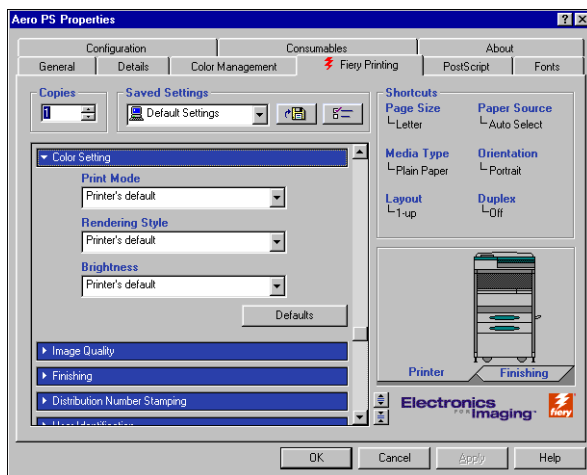 Aero PS Properties
Configuration
Consumables
About
General
Details
Color Management
Fiery Printing
PostScript
Fonts
Copies
1
Saved Settings
Default Settings
Color Setting
Print Mode
Printer's default
Rendering Style
Printer's default
Brightness
Printer's default
Defaults
Image Quality
Finishing
Distribution Number Stamping
User Identification
Shortcuts
Page Size
Letter
Paper Source
Auto Select
Media Type
Plain Paper
Orientation
Portrait
Layout
1-up
Duplex
Off
Printer
Finishing
Electronics
FOR Imaging
fiery
OK
Cancel
Apply
Help